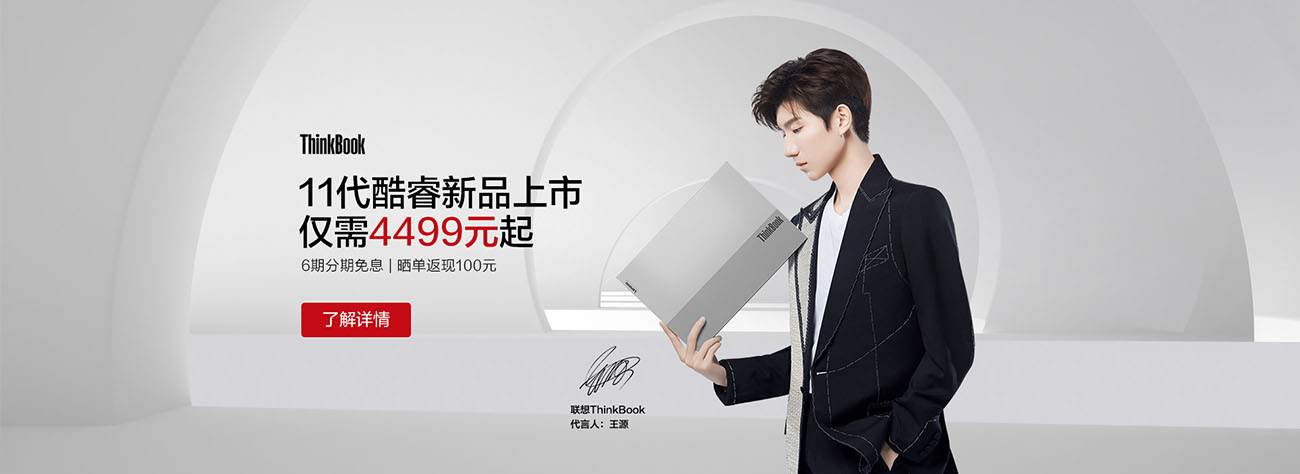 ThinkBook
11代酷睿新品上市
仅需4499元起
6期分期免息 | 晒单返现100元
了解详情
ThinkBook
Lenovo
联想ThinkBook
代言人：王源